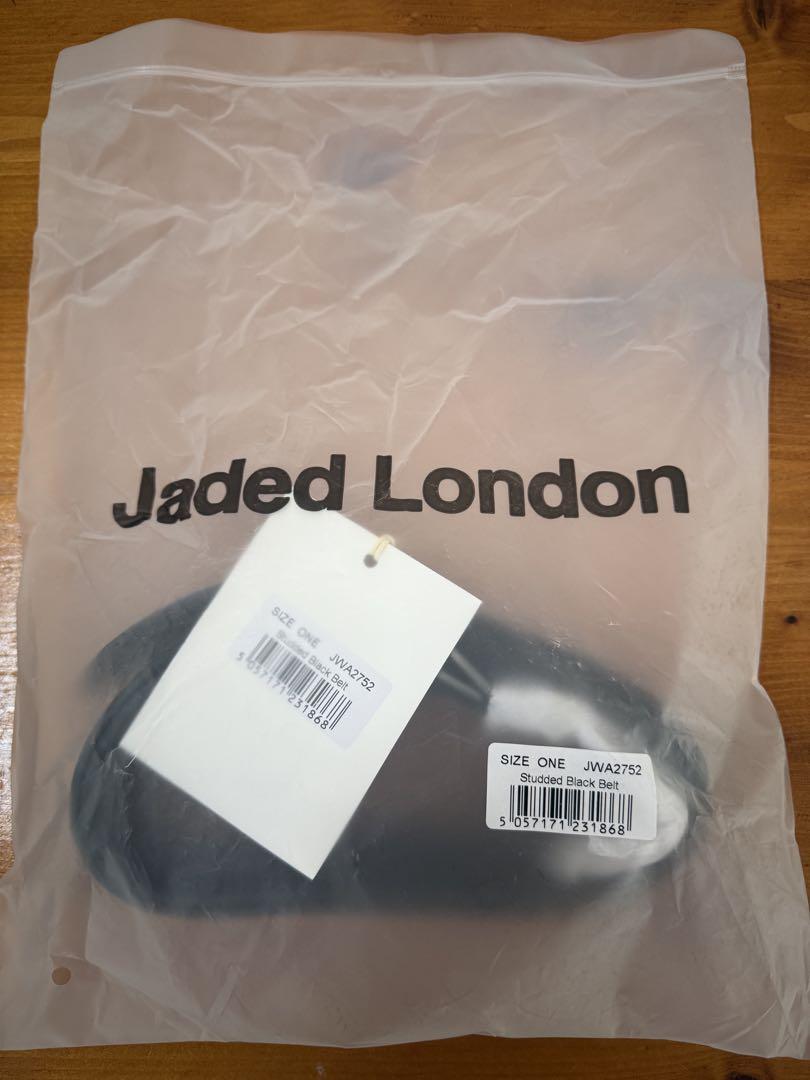 Jaded London
SIZE ONE JWA2752
Studded Black Belt
5 057171 231868
SIZE ONE JWA2752
Studded Black Belt
5 057171 231868